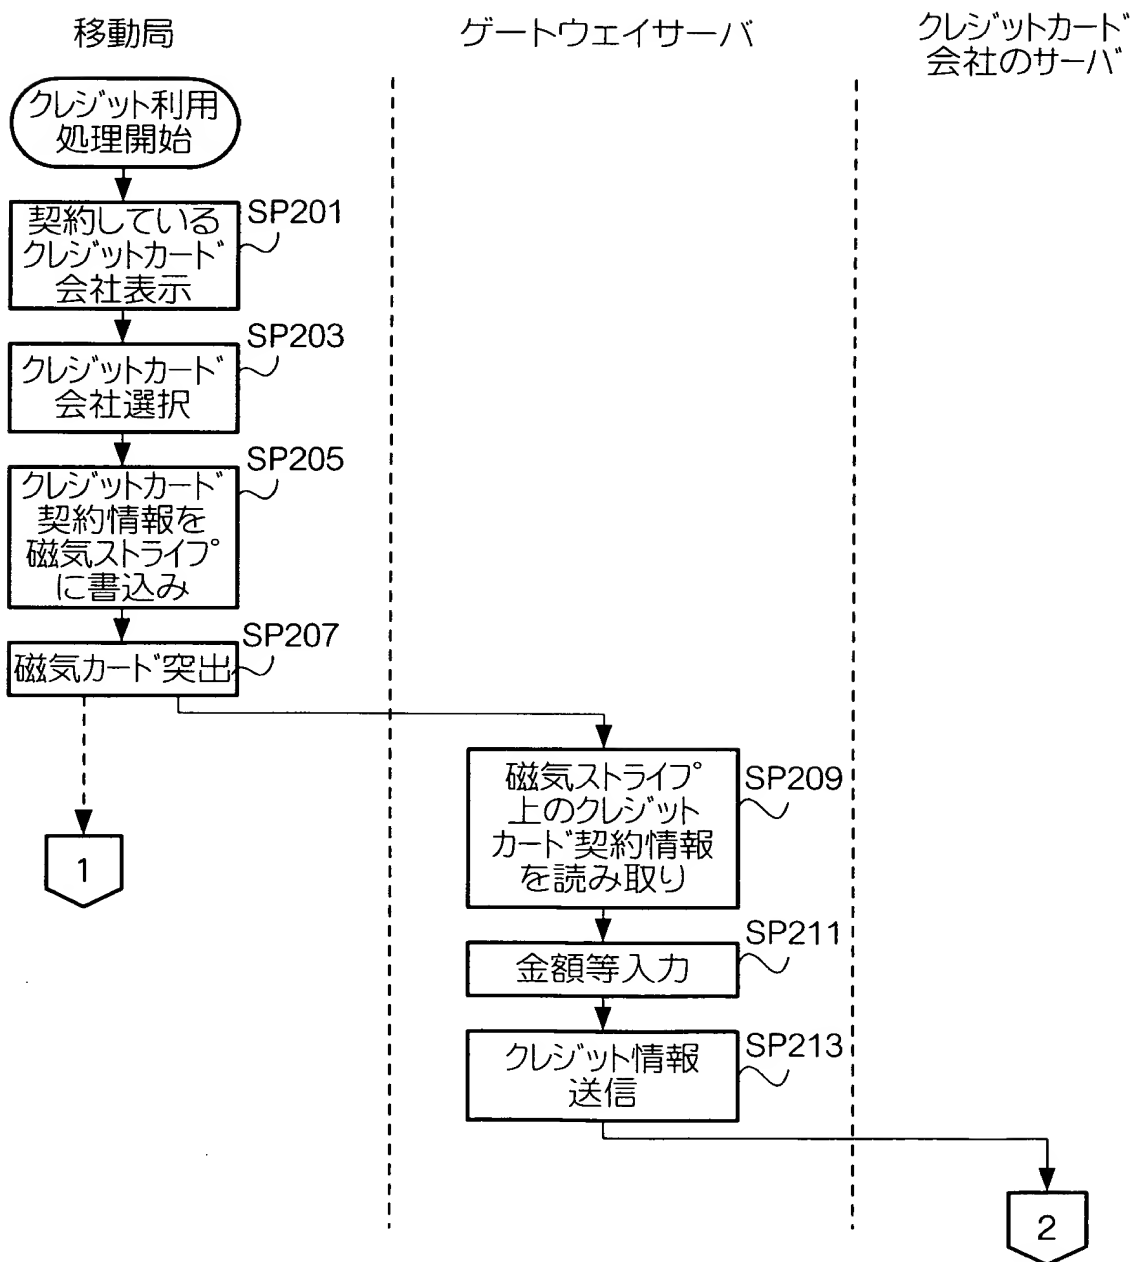 移動局
ゲートウェイサーバ
クレジットカード
会社のサーバ
クレジット利用
処理開始
契約している
クレジットカード
会社表示
SP201
クレジットカード
会社選択
SP203
クレジットカード
契約情報を
磁気ストライプ
に書込み
SP205
磁気カード突出
SP207
1
磁気ストライプ
上のクレジット
カード契約情報
を読み取り
SP209
金額等入力
SP211
クレジット情報
送信
SP213
2